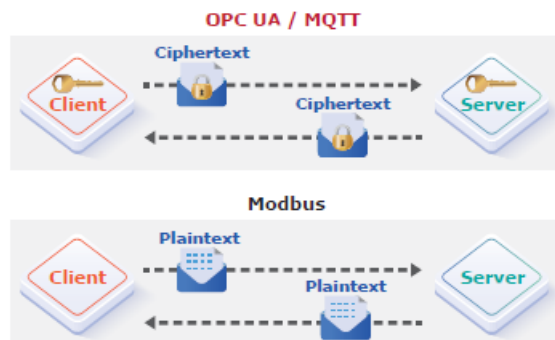 OPC UA / MQTT
Ciphertext
Client
Ciphertext
Server
Modbus
Plaintext
Client
Plaintext
Server